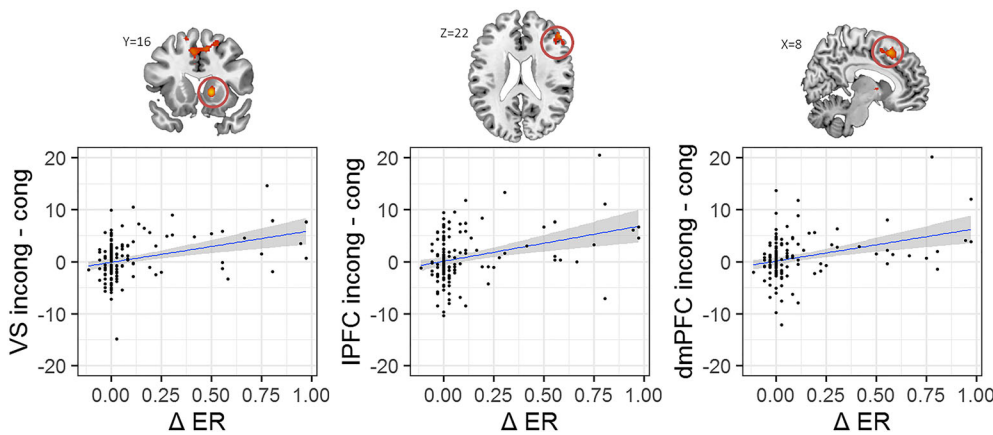 Y=16
Z=22
X=8
VS incong - cong
20
10
0
-10
-20
0.00 0.25 0.50 0.75 1.00
Δ ER
lPFC incong - cong
20
10
0
-10
-20
0.00 0.25 0.50 0.75 1.00
Δ ER
dmPFC incong - cong
20
10
0
-10
-20
0.00 0.25 0.50 0.75 1.00
Δ ER